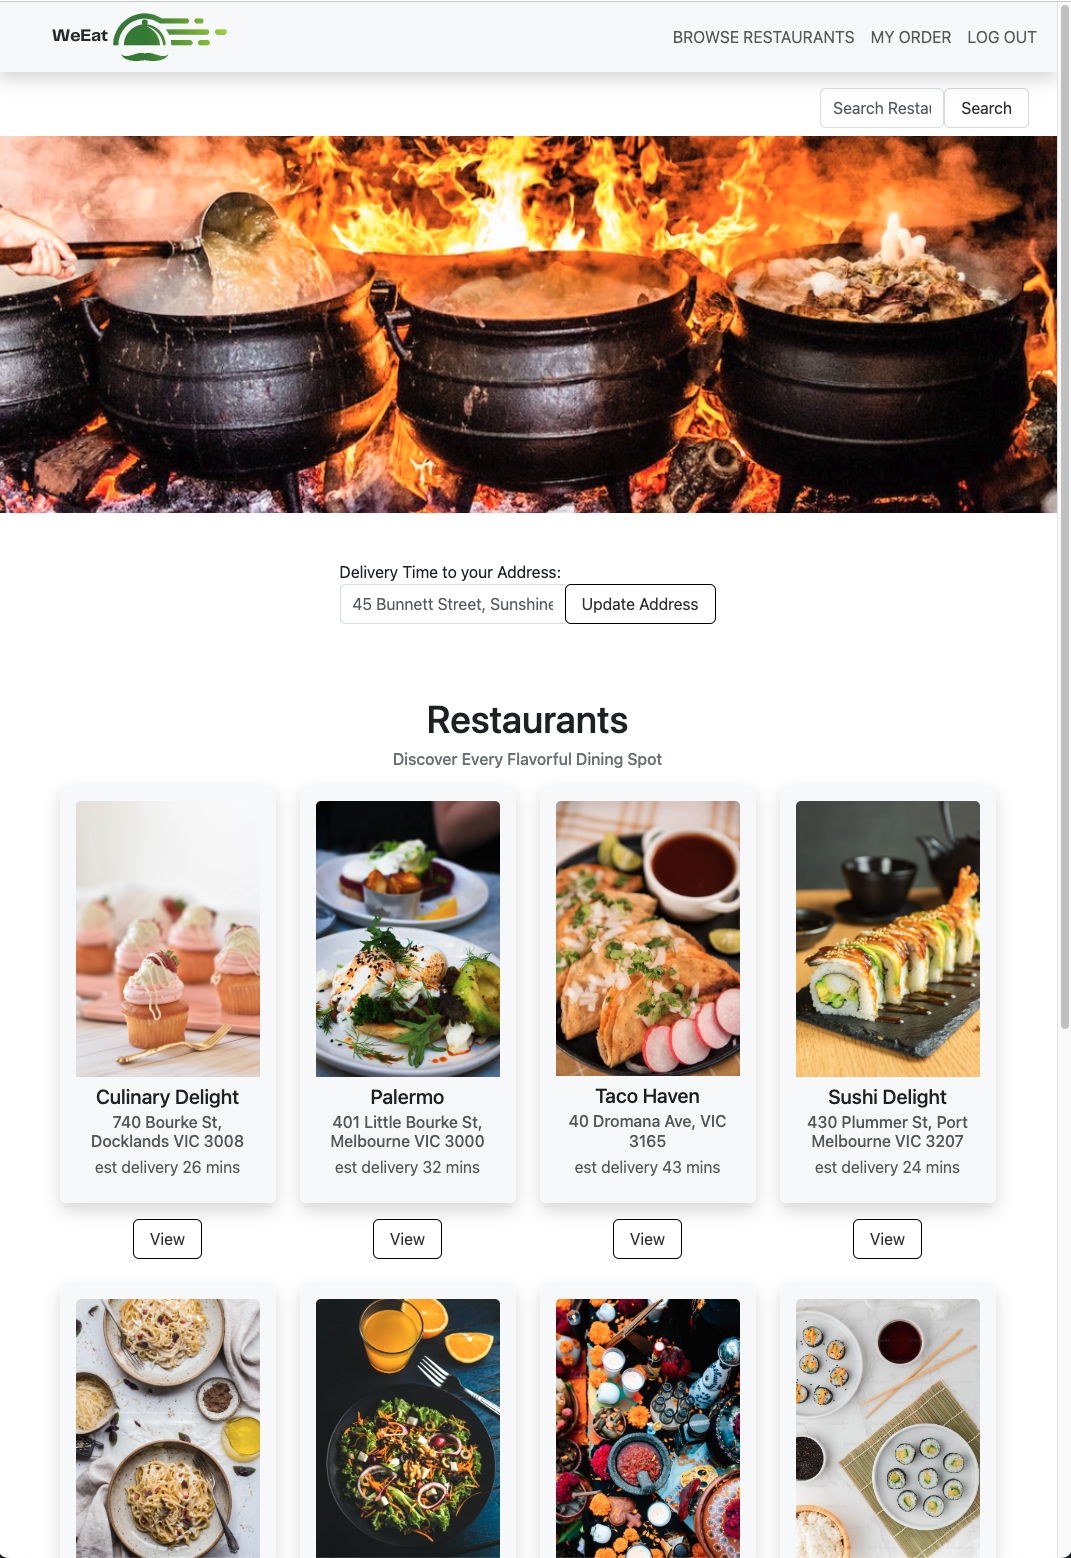 WeEat
BROWSE RESTAURANTS MY ORDER LOG OUT
Search Restau Search
Delivery Time to your Address:
45 Bunnett Street, Sunshine Update Address
Restaurants
Discover Every Flavorful Dining Spot
Culinary Delight
740 Bourke St,
Docklands VIC 3008
est delivery 26 mins
View
Palermo
401 Little Bourke St,
Melbourne VIC 3000
est delivery 32 mins
View
Taco Haven
40 Dromana Ave, VIC
3165
est delivery 43 mins
View
Sushi Delight
430 Plummer St, Port
Melbourne VIC 3207
est delivery 24 mins
View